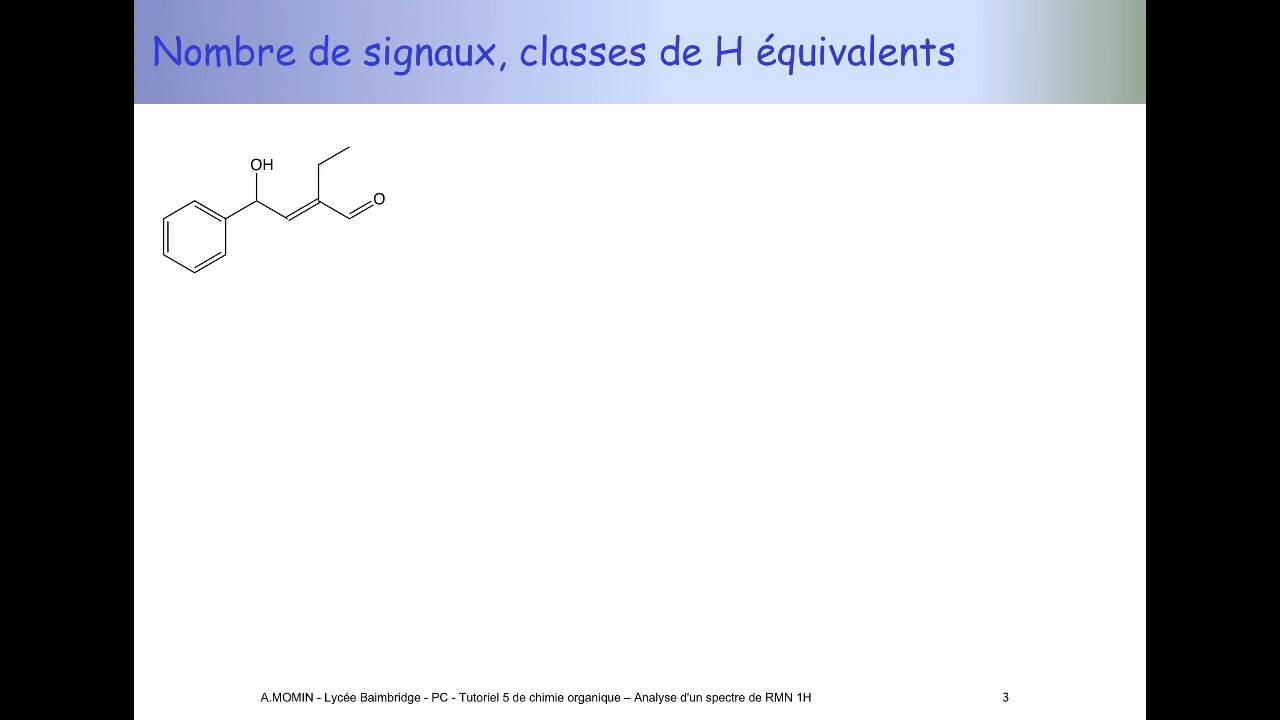 Nombre de signaux, classes de H équivalents
OH
O
A.MOMIN - Lycée Baimbridge - PC - Tutoriel 5 de chimie organique – Analyse d'un spectre de RMN 1H
3